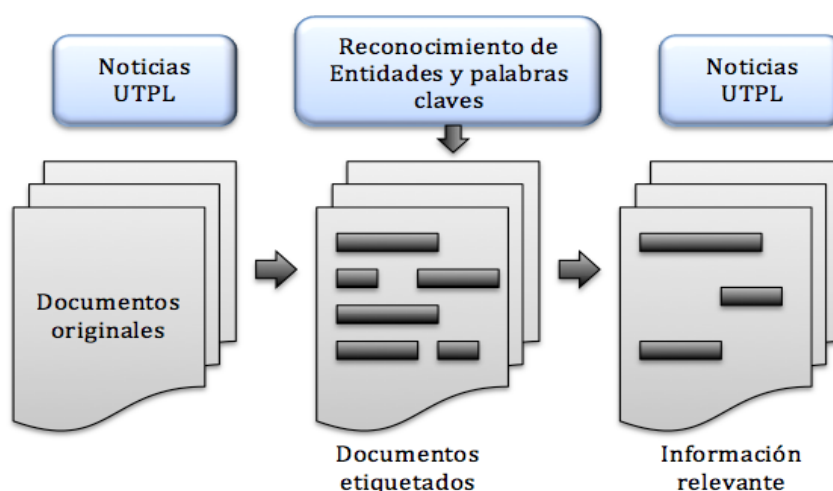 Noticias
UTPL
Reconocimiento de
Entidades y palabras
claves
Noticias
UTPL
Documentos
originales
Documentos
etiquetados
Información
relevante